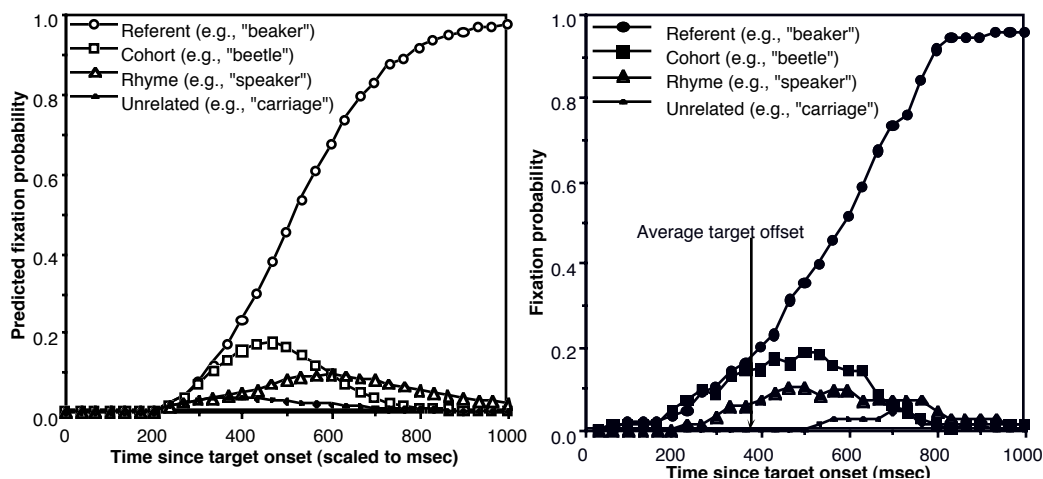 1.0
0.8
0.6
0.4
0.2
0.0
Predicted fixation probability
Referent (e.g., "beaker")
Cohort (e.g., "beetle")
Rhyme (e.g., "speaker")
Unrelated (e.g., "carriage")
0 200 400 600 800 1000
Time since target onset (scaled to msec)
1.0
0.8
0.6
0.4
0.2
0.0
Fixation probability
Referent (e.g., "beaker")
Cohort (e.g., "beetle")
Rhyme (e.g., "speaker")
Unrelated (e.g., "carriage")
Average target offset
0 200 400 600 800 1000
Time since target onset (msec)